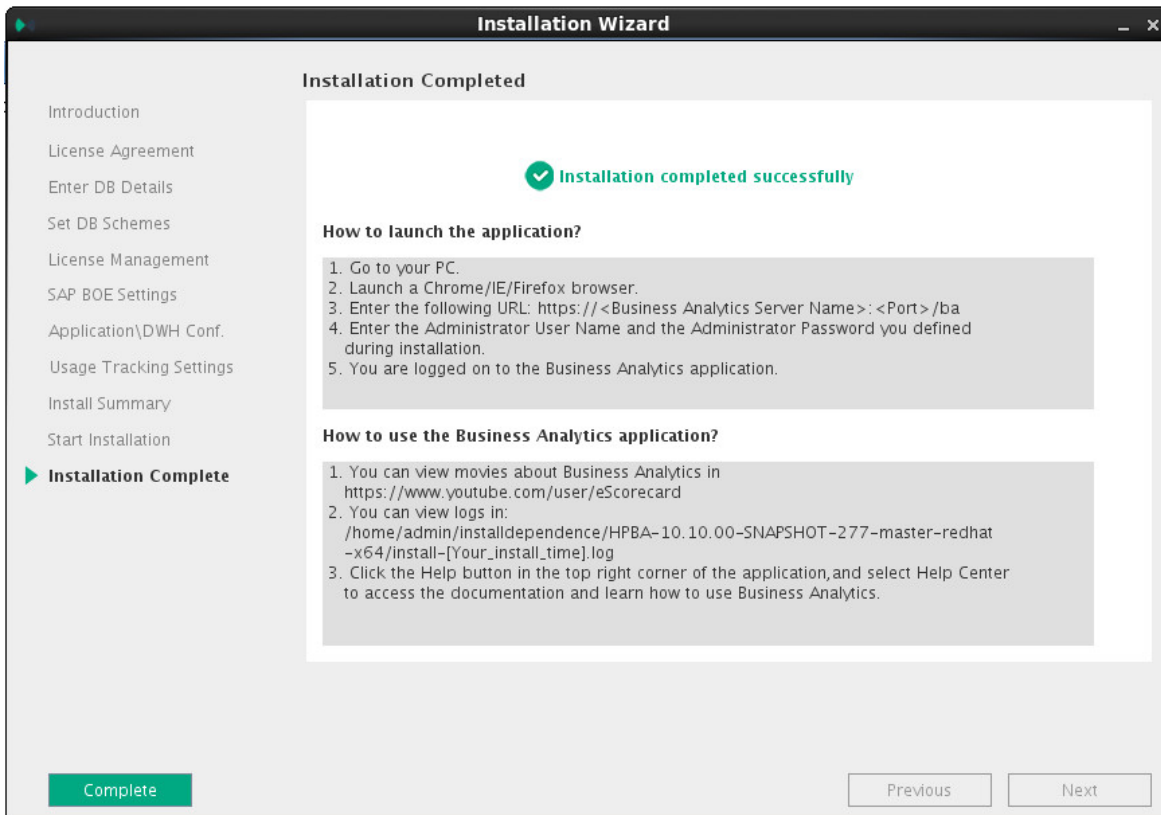 Installation Wizard
Installation Completed
Introduction
License Agreement
Enter DB Details
Set DB Schemes
License Management
SAP BOE Settings
Application\DWH Conf.
Usage Tracking Settings
Install Summary
Start Installation
Installation Complete
Installation completed successfully
How to launch the application?
1. Go to your PC.
2. Launch a Chrome/IE/Firefox browser.
3. Enter the following URL: https://<Business Analytics Server Name>:<Port>/ba
4. Enter the Administrator User Name and the Administrator Password you defined
during installation.
5. You are logged on to the Business Analytics application.
How to use the Business Analytics application?
1. You can view movies about Business Analytics in
https://www.youtube.com/user/eScorecard
2. You can view logs in:
/home/admin/installdependence/HPBA-10.10.00-SNAPSHOT-277-master-redhat
-x64/install-[Your_install_time].log
3. Click the Help button in the top right corner of the application,and select Help Center
to access the documentation and learn how to use Business Analytics.
Complete
Previous
Next